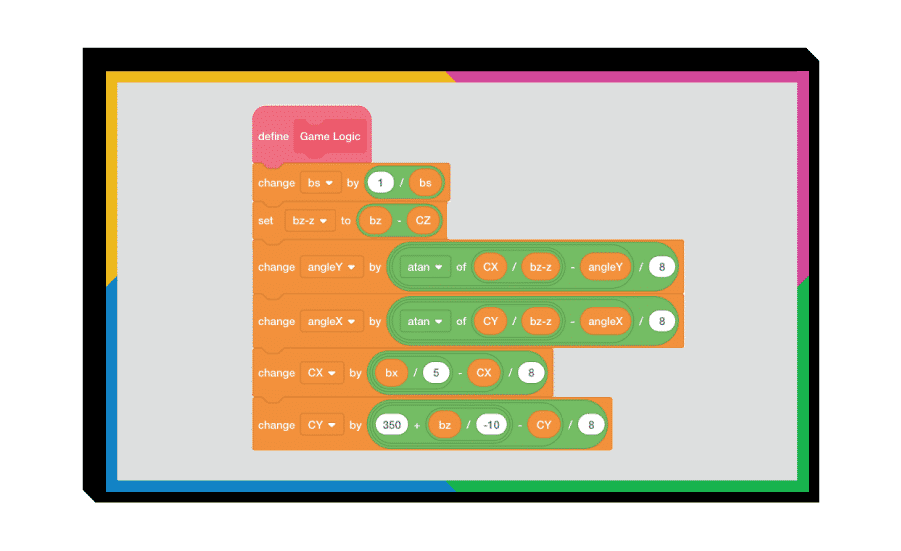 define Game Logic
change bs by 1 / bs
set bz-z to bz - CZ
change angleY by atan of CX / bz-z - angleY / 8
change angleX by atan of CY / bz-z - angleX / 8
change CX by bx / 5 - CX / 8
change CY by 350 + bz / -10 - CY / 8